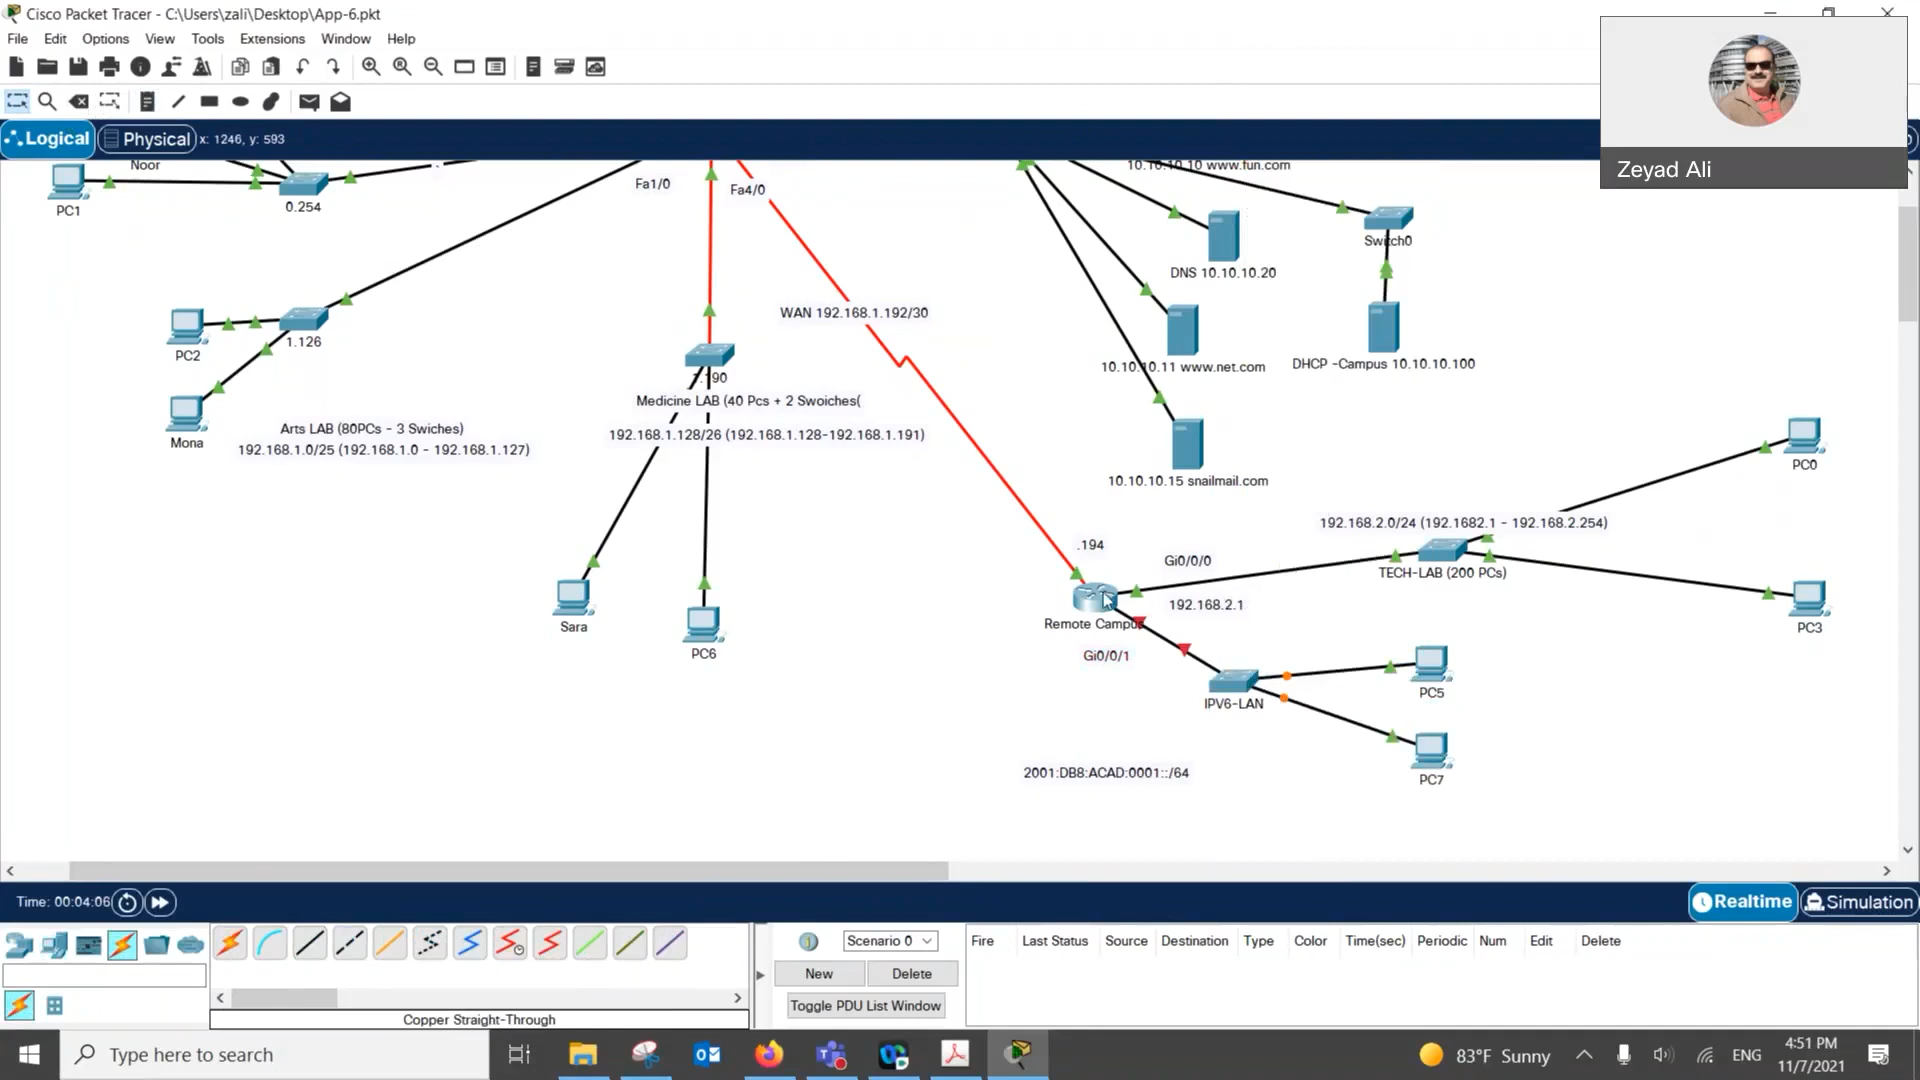 Cisco Packet Tracer - C:\Users\zali\Desktop\App-6.pkt
File Edit Options View Tools Extensions Window Help
Zeyad Ali
Logical Physical x: 1246, y: 593
Noor
PC1
0.254
Fa1/0
Fa4/0
10.10.10.10 www.fun.com
Switch0
DNS 10.10.10.20
WAN 192.168.1.192/30
PC2
1.126
10.10.10.11 www.net.com
DHCP -Campus 10.10.10.100
1.190
Medicine LAB (40 Pcs + 2 Swoiches(
192.168.1.128/26 (192.168.1.128-192.168.1.191)
Mona
Arts LAB (80PCs - 3 Swiches)
192.168.1.0/25 (192.168.1.0 - 192.168.1.127)
PC0
10.10.10.15 snailmail.com
192.168.2.0/24 (192.1682.1 - 192.168.2.254)
.194
Gi0/0/0
TECH-LAB (200 PCs)
192.168.2.1
Sara
Remote Campus
PC3
PC6
Gi0/0/1
PC5
IPV6-LAN
2001:DB8:ACAD:0001::/64
PC7
Time: 00:04:06
Realtime Simulation
Scenario 0
Fire Last Status Source Destination Type Color Time(sec) Periodic Num Edit Delete
New Delete
Toggle PDU List Window
Copper Straight-Through
Type here to search
83°F Sunny
ENG
4:51 PM
11/7/2021